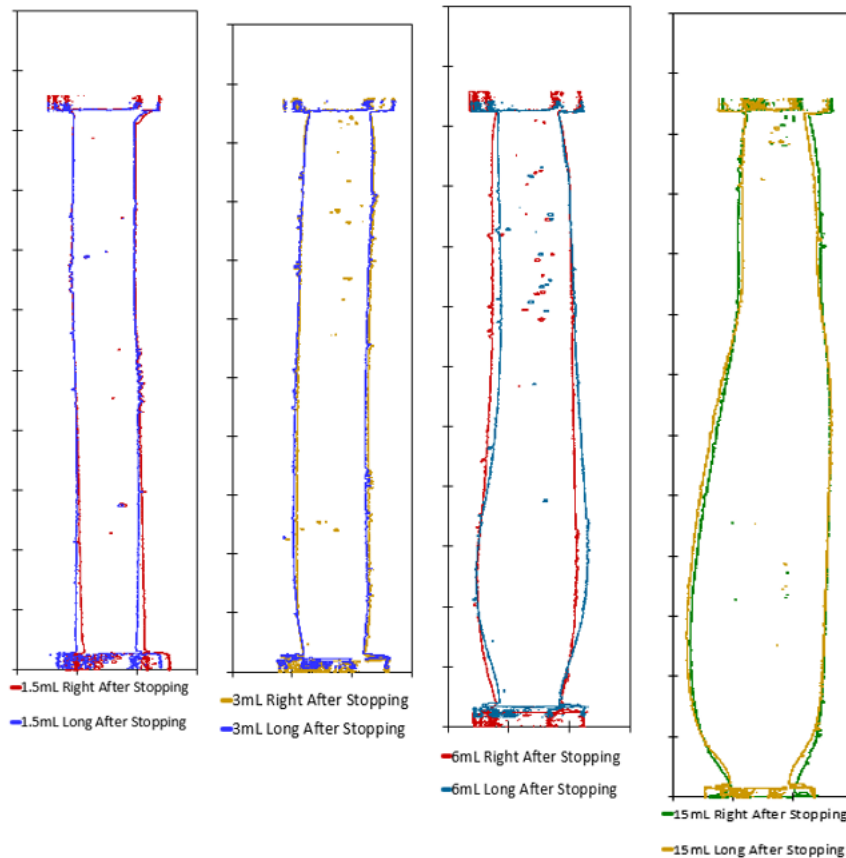 1.5mL Right After Stopping
1.5mL Long After Stopping
3mL Right After Stopping
3mL Long After Stopping
6mL Right After Stopping
6mL Long After Stopping
15mL Right After Stopping
15mL Long After Stopping